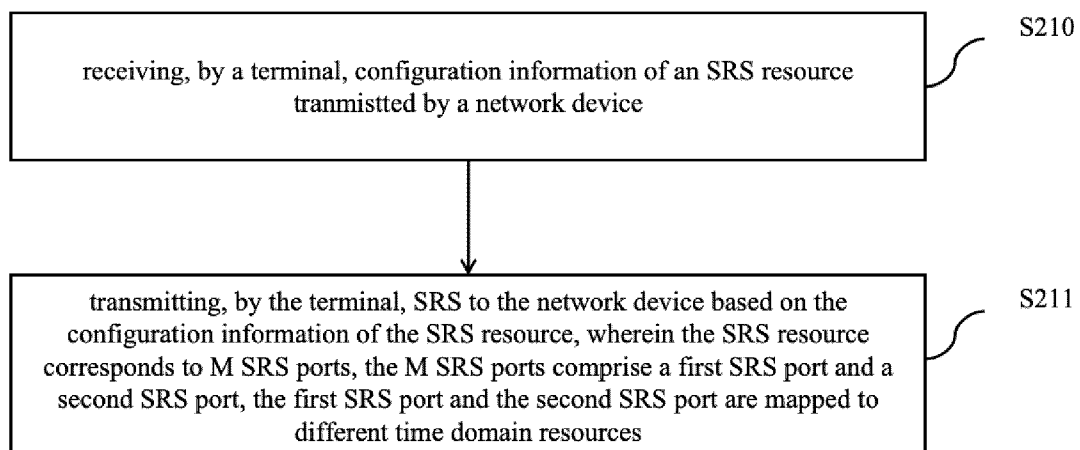 S210
receiving, by a terminal, configuration information of an SRS resource
tranmistted by a network device
S211
transmitting, by the terminal, SRS to the network device based on the
configuration information of the SRS resource, wherein the SRS resource
corresponds to M SRS ports, the M SRS ports comprise a first SRS port and a
second SRS port, the first SRS port and the second SRS port are mapped to
different time domain resources